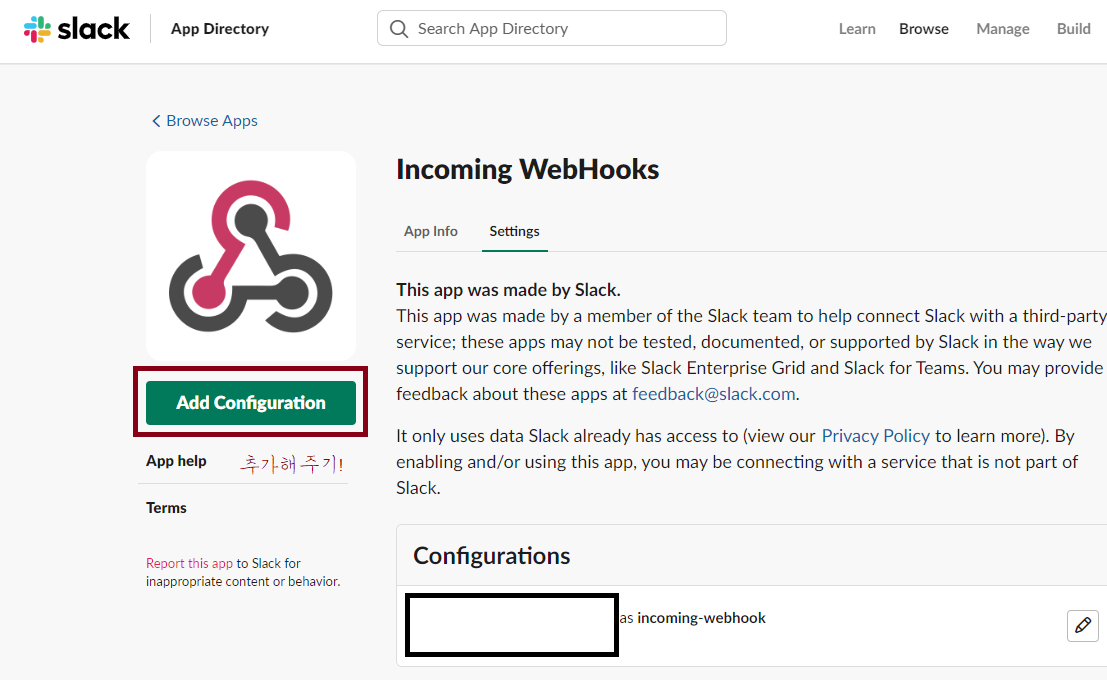 slack
App Directory
Search App Directory
Learn
Browse
Manage
Build
Browse Apps
Incoming WebHooks
App Info
Settings
This app was made by Slack.
This app was made by a member of the Slack team to help connect Slack with a third-party
service; these apps may not be tested, documented, or supported by Slack in the way we
support our core offerings, like Slack Enterprise Grid and Slack for Teams. You may provide
feedback about these apps at feedback@slack.com.
It only uses data Slack already has access to (view our Privacy Policy to learn more). By
enabling and/or using this app, you may be connecting with a service that is not part of
Slack.
Add Configuration
App help
추가해주기!
Terms
Report this app to Slack for
inappropriate content or behavior.
Configurations
as incoming-webhook